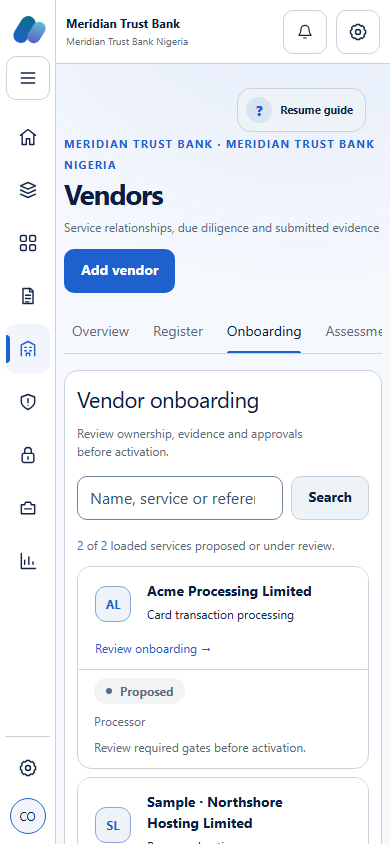 Meridian Trust Bank
Meridian Trust Bank Nigeria
? Resume guide
MERIDIAN TRUST BANK · MERIDIAN TRUST BANK
NIGERIA
Vendors
Service relationships, due diligence and submitted evidence
Add vendor
Overview Register Onboarding Assessme
Vendor onboarding
Review ownership, evidence and approvals
before activation.
Name, service or referer
Search
2 of 2 loaded services proposed or under review.
AL
Acme Processing Limited
Card transaction processing
Review onboarding →
Proposed
Processor
Review required gates before activation.
SL
Sample · Northshore
Hosting Limited
CO